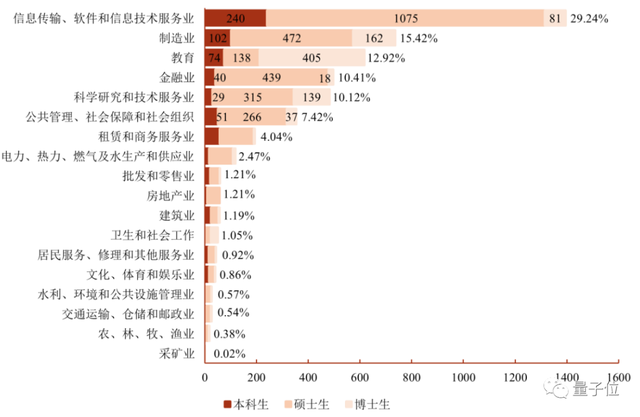 信息传输、软件和信息技术服务业 240 1075 81 29.24%
制造业 102 472 162 15.42%
教育 74 138 405 12.92%
金融业 40 439 18 10.41%
科学研究和技术服务业 29 315 139 10.12%
公共管理、社会保障和社会组织 51 266 37 7.42%
租赁和商务服务业 4.04%
电力、热力、燃气及水生产和供应业 2.47%
批发和零售业 1.21%
房地产业 1.21%
建筑业 1.19%
卫生和社会工作 1.05%
居民服务、修理和其他服务业 0.92%
文化、体育和娱乐业 0.86%
水利、环境和公共设施管理业 0.57%
交通运输、仓储和邮政业 0.54%
农、林、牧、渔业 0.38%
采矿业 0.02%
0 200 400 600 800 1000 1200 1400 1600
本科生 硕士生 博士生
量子位